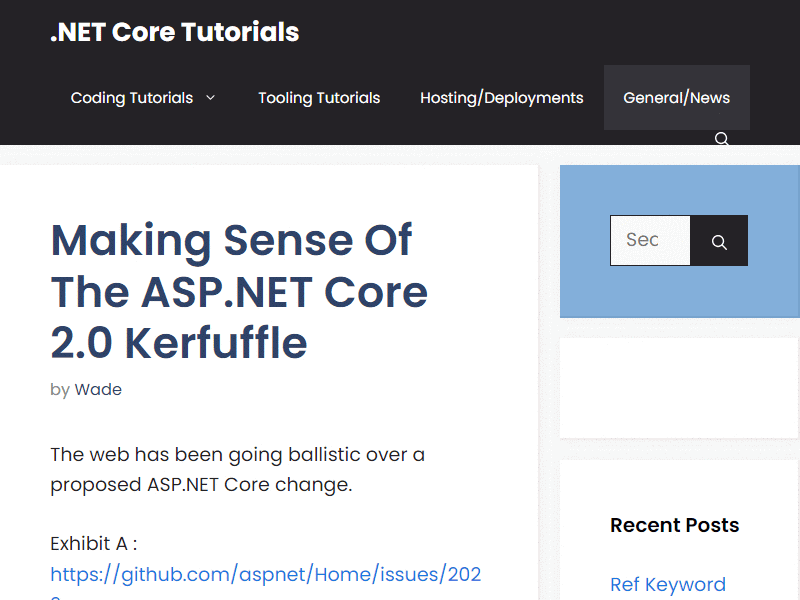 .NET Core Tutorials
Coding Tutorials
Tooling Tutorials
Hosting/Deployments
General/News
Making Sense Of
The ASP.NET Core
2.0 Kerfuffle
by Wade
The web has been going ballistic over a
proposed ASP.NET Core change.
Exhibit A :
https://github.com/aspnet/Home/issues/202
Sec
Recent Posts
Ref Keyword